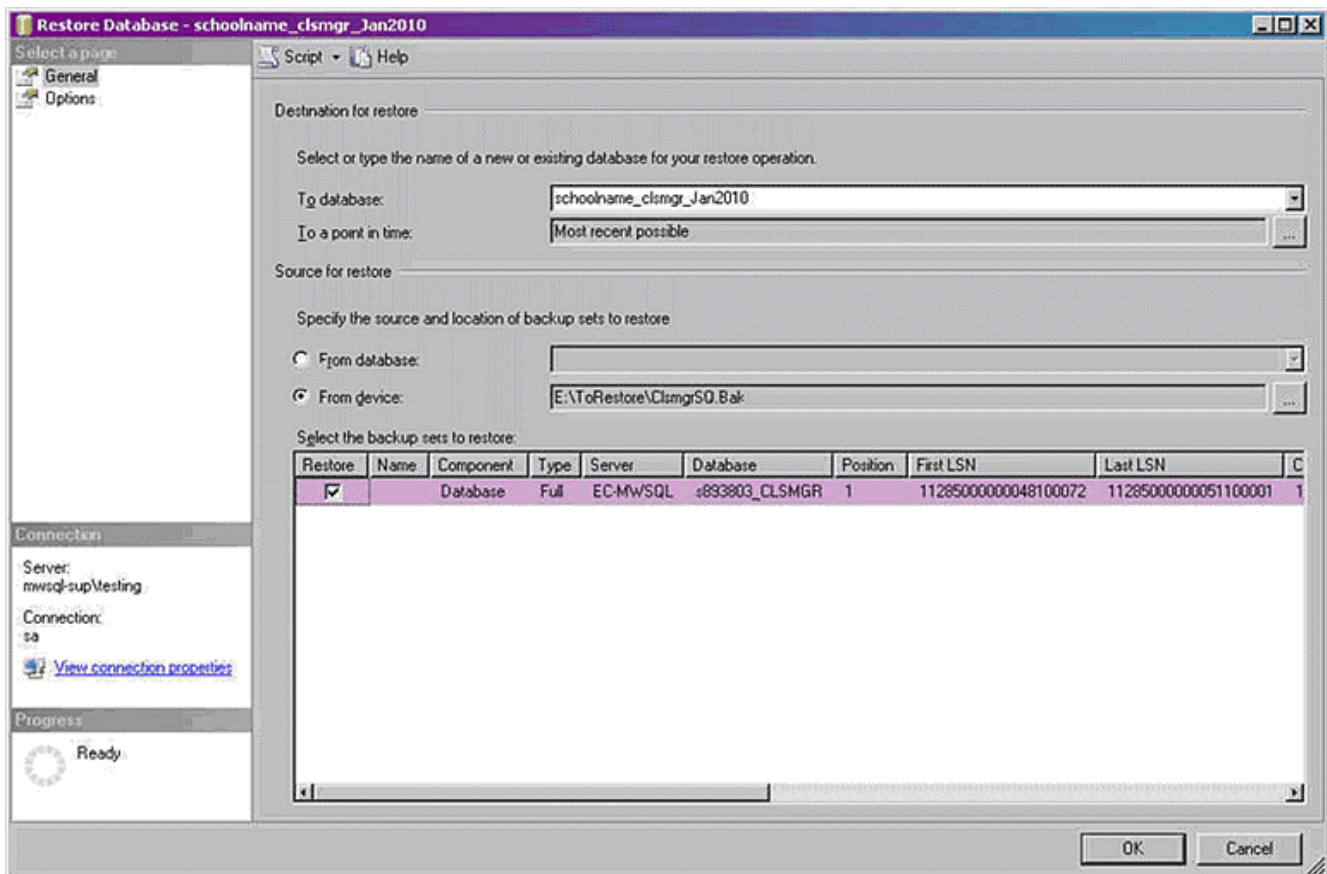 Restore Database - schoolname_clsmgr_Jan2010
Select a page
General
Options
Script Help
Destination for restore
Select or type the name of a new or existing database for your restore operation.
To database: schoolname_clsmgr_Jan2010
To a point in time: Most recent possible ...
Source for restore
Specify the source and location of backup sets to restore
From database:
From device: E:\ToRestore\ClsmgrSQ.Bak ...
Select the backup sets to restore:
Restore Name Component Type Server Database Position First LSN Last LSN C
Database Full EC-MWSQL s893803_CLSMGR 1 11285000000048100072 11285000000051100001 1
Connection
Server:
mwsql-sup\testing
Connection:
sa
View connection properties
Progress
Ready
OK Cancel